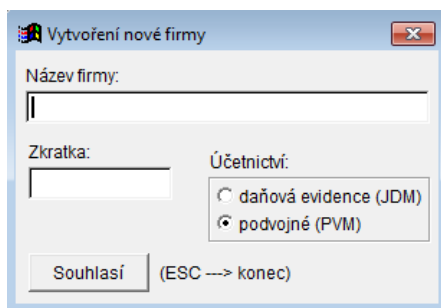 Vytvoření nové firmy
Název firmy:
Zkratka:
Účetnictví:
daňová evidence (JDM)
podvojné (PVM)
Souhlasí (ESC ---> konec)